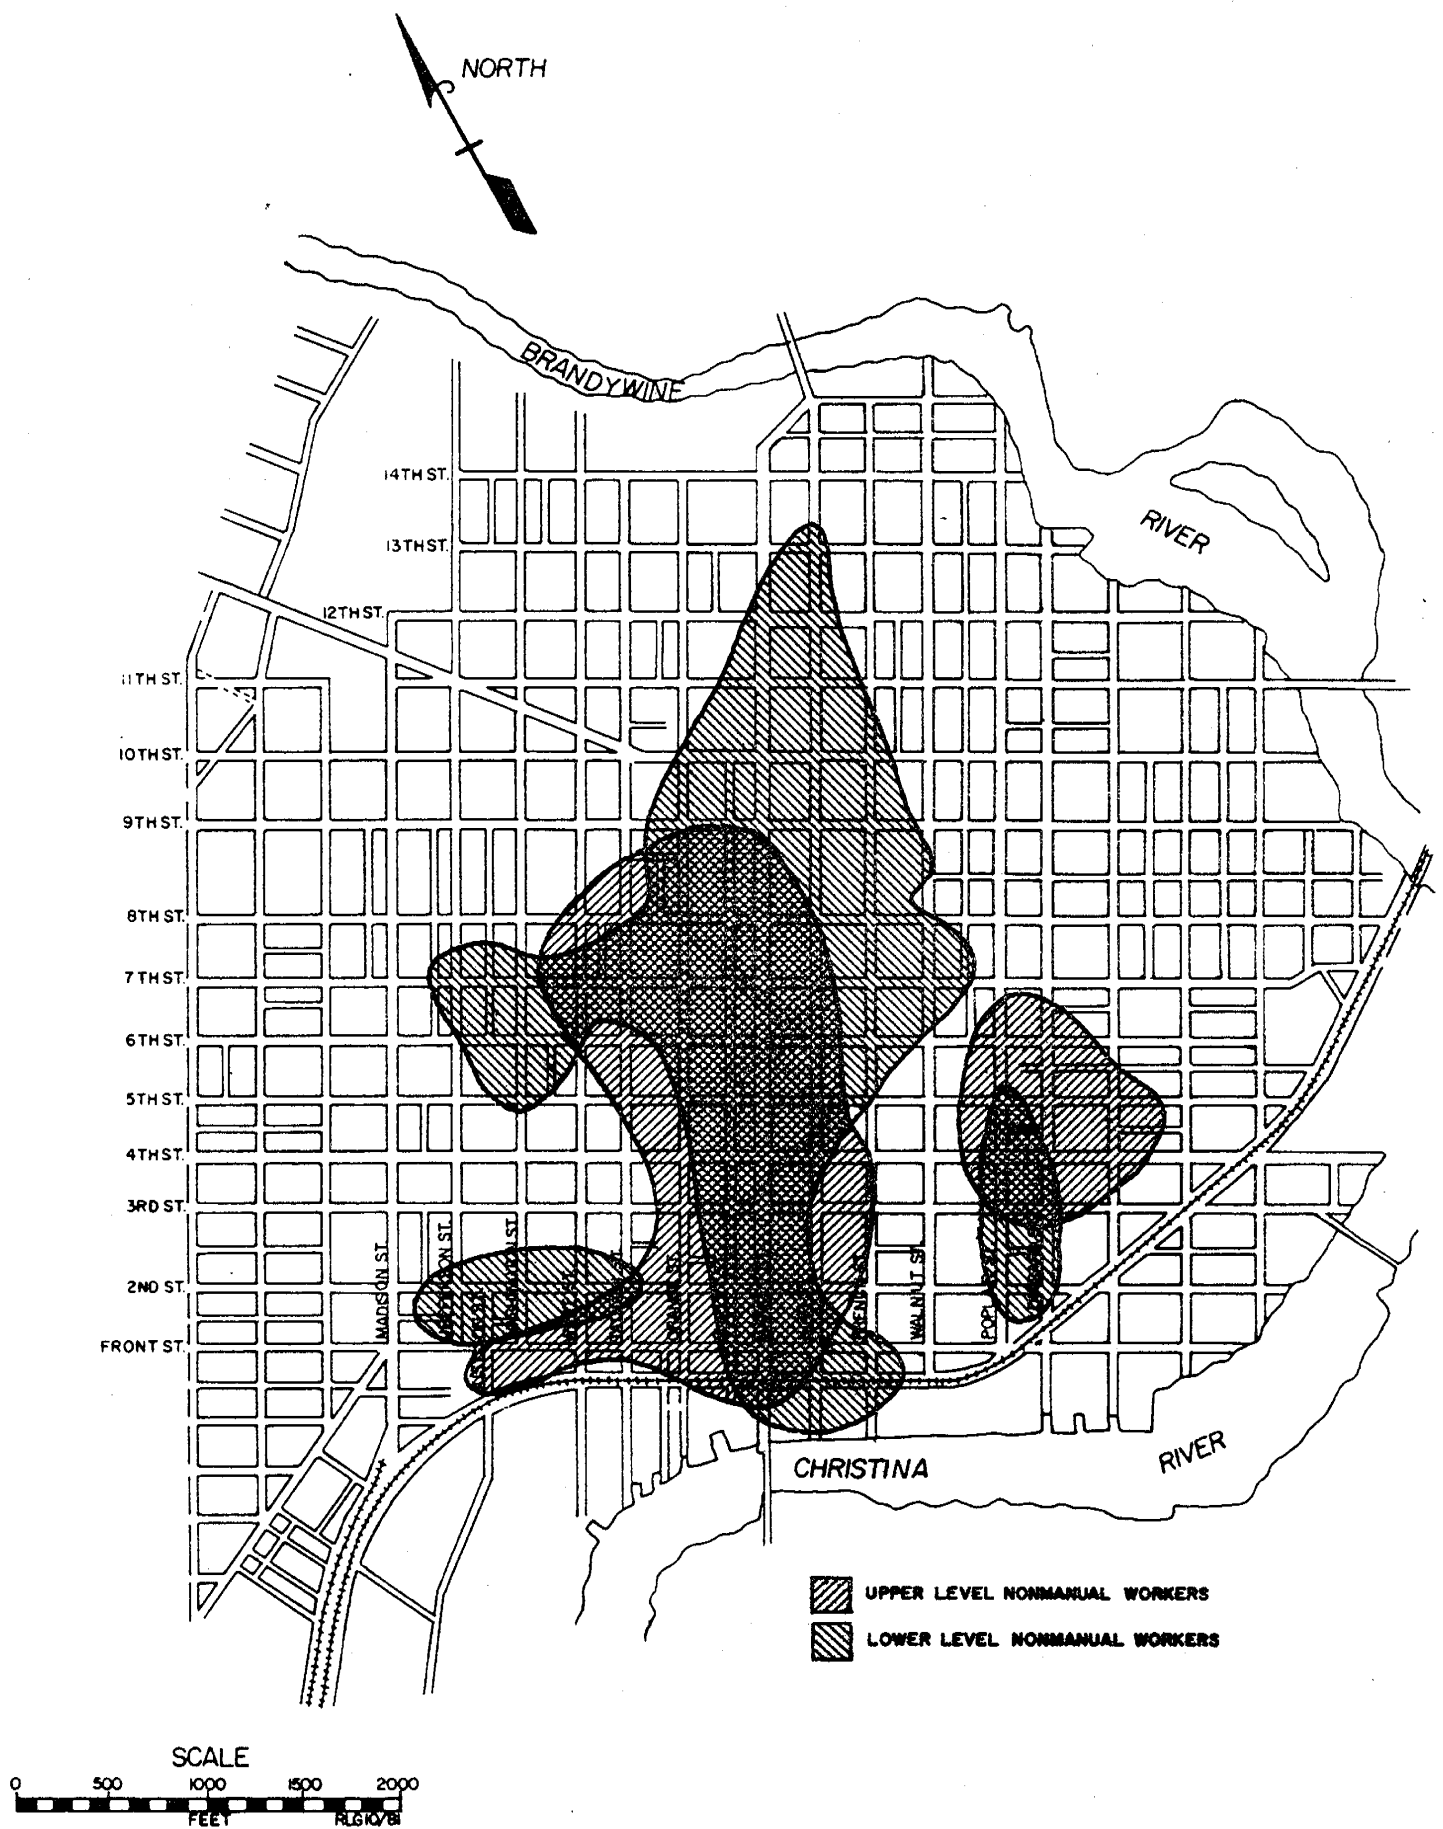 NORTH
BRANDYWINE
RIVER
14TH ST.
13TH ST.
12TH ST.
11TH ST.
10TH ST.
9TH ST.
8TH ST.
7TH ST.
6TH ST.
5TH ST.
4TH ST.
3RD ST.
2ND ST.
FRONT ST.
MADISON ST.
WALNUT ST.
CHRISTINA
RIVER
UPPER LEVEL NONMANUAL WORKERS
LOWER LEVEL NONMANUAL WORKERS
SCALE
0 500 1000 1500 2000
FEET RLG10/81